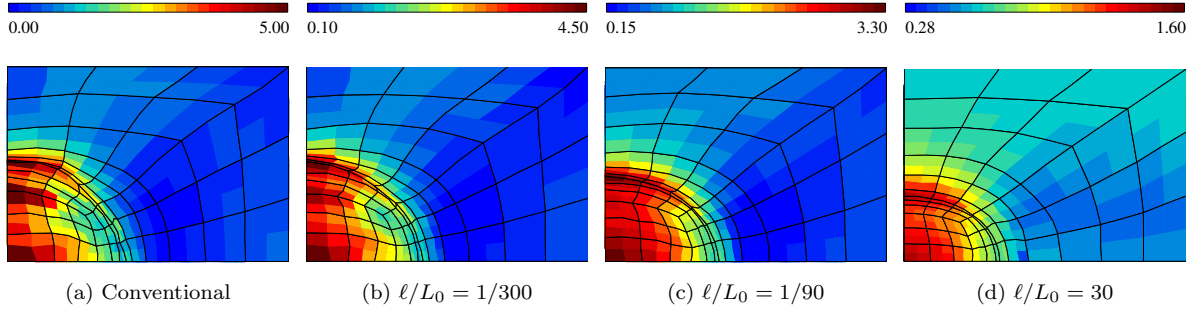 0.00 5.00 0.10 4.50 0.15 3.30 0.28 1.60
(a) Conventional (b) ℓ/L₀ = 1/300 (c) ℓ/L₀ = 1/90 (d) ℓ/L₀ = 30